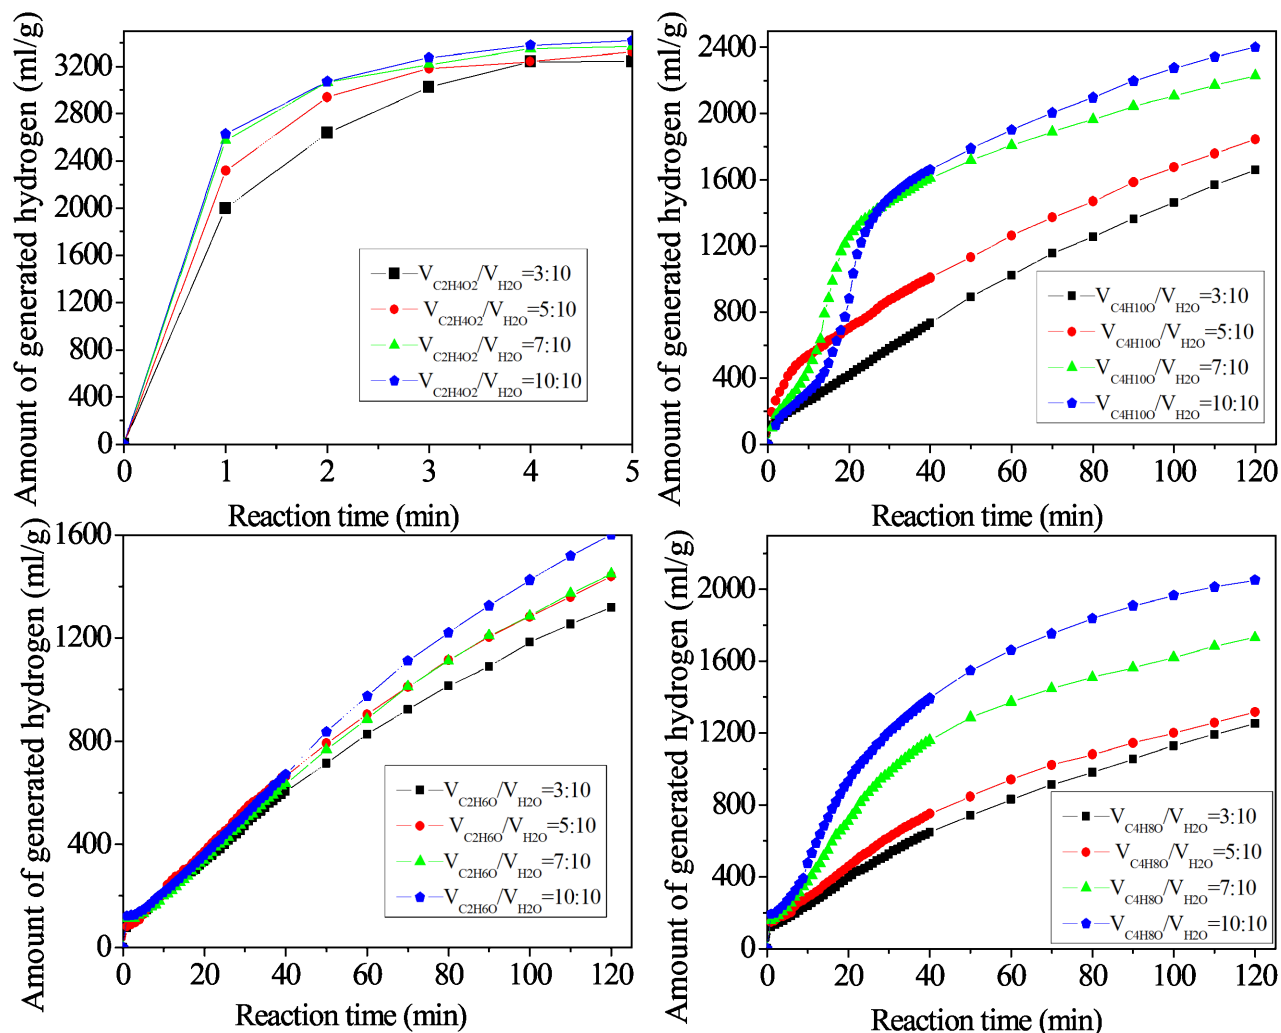 Amount of generated hydrogen (ml/g)
3200
2800
2400
2000
1600
1200
800
400
0
0 1 2 3 4 5
Reaction time (min)
V C2H4O2/V H2O=3:10
V C2H4O2/V H2O=5:10
V C2H4O2/V H2O=7:10
V C2H4O2/V H2O=10:10
Amount of generated hydrogen (ml/g)
2400
2000
1600
1200
800
400
0
0 20 40 60 80 100 120
Reaction time (min)
V C4H10O/V H2O=3:10
V C4H10O/V H2O=5:10
V C4H10O/V H2O=7:10
V C4H10O/V H2O=10:10
Amount of generated hydrogen (ml/g)
1600
1200
800
400
0
0 20 40 60 80 100 120
Reaction time (min)
V C2H6O/V H2O=3:10
V C2H6O/V H2O=5:10
V C2H6O/V H2O=7:10
V C2H6O/V H2O=10:10
Amount of generated hydrogen (ml/g)
2000
1600
1200
800
400
0
0 20 40 60 80 100 120
Reaction time (min)
V C4H8O/V H2O=3:10
V C4H8O/V H2O=5:10
V C4H8O/V H2O=7:10
V C4H8O/V H2O=10:10